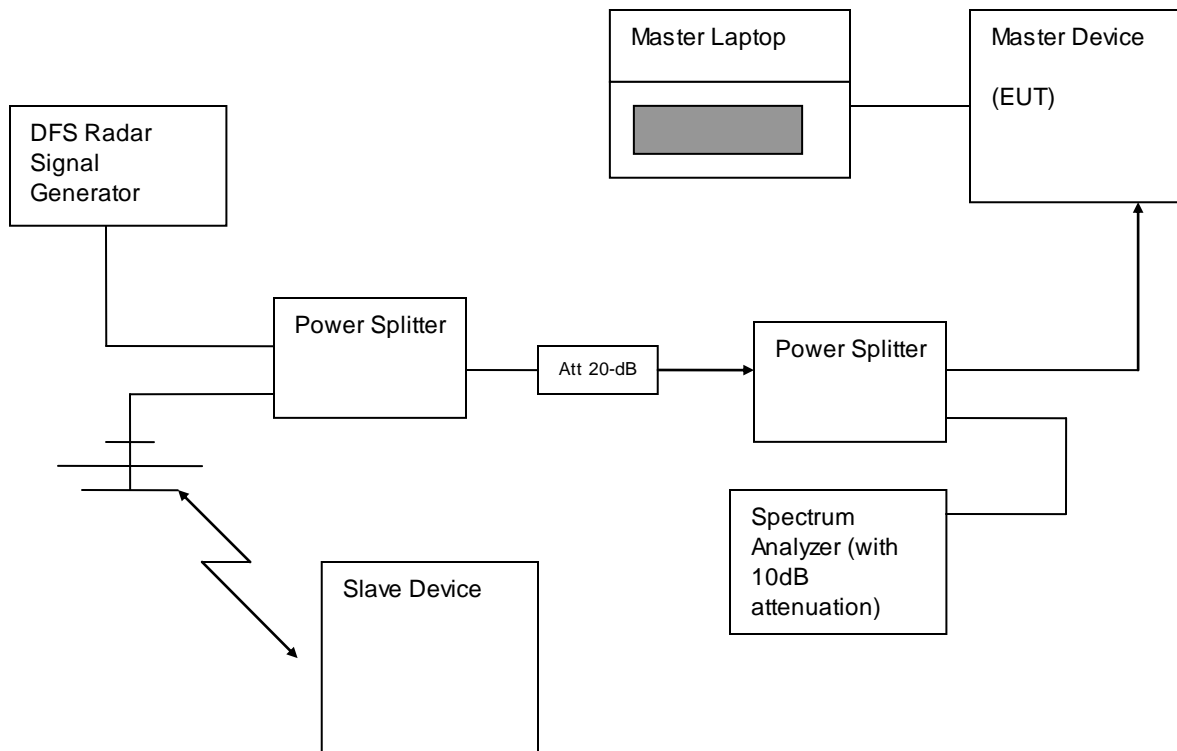 Master Laptop
Master Device
(EUT)
DFS Radar
Signal
Generator
Power Splitter
Att 20-dB
Power Splitter
Spectrum
Analyzer (with
10dB
attenuation)
Slave Device